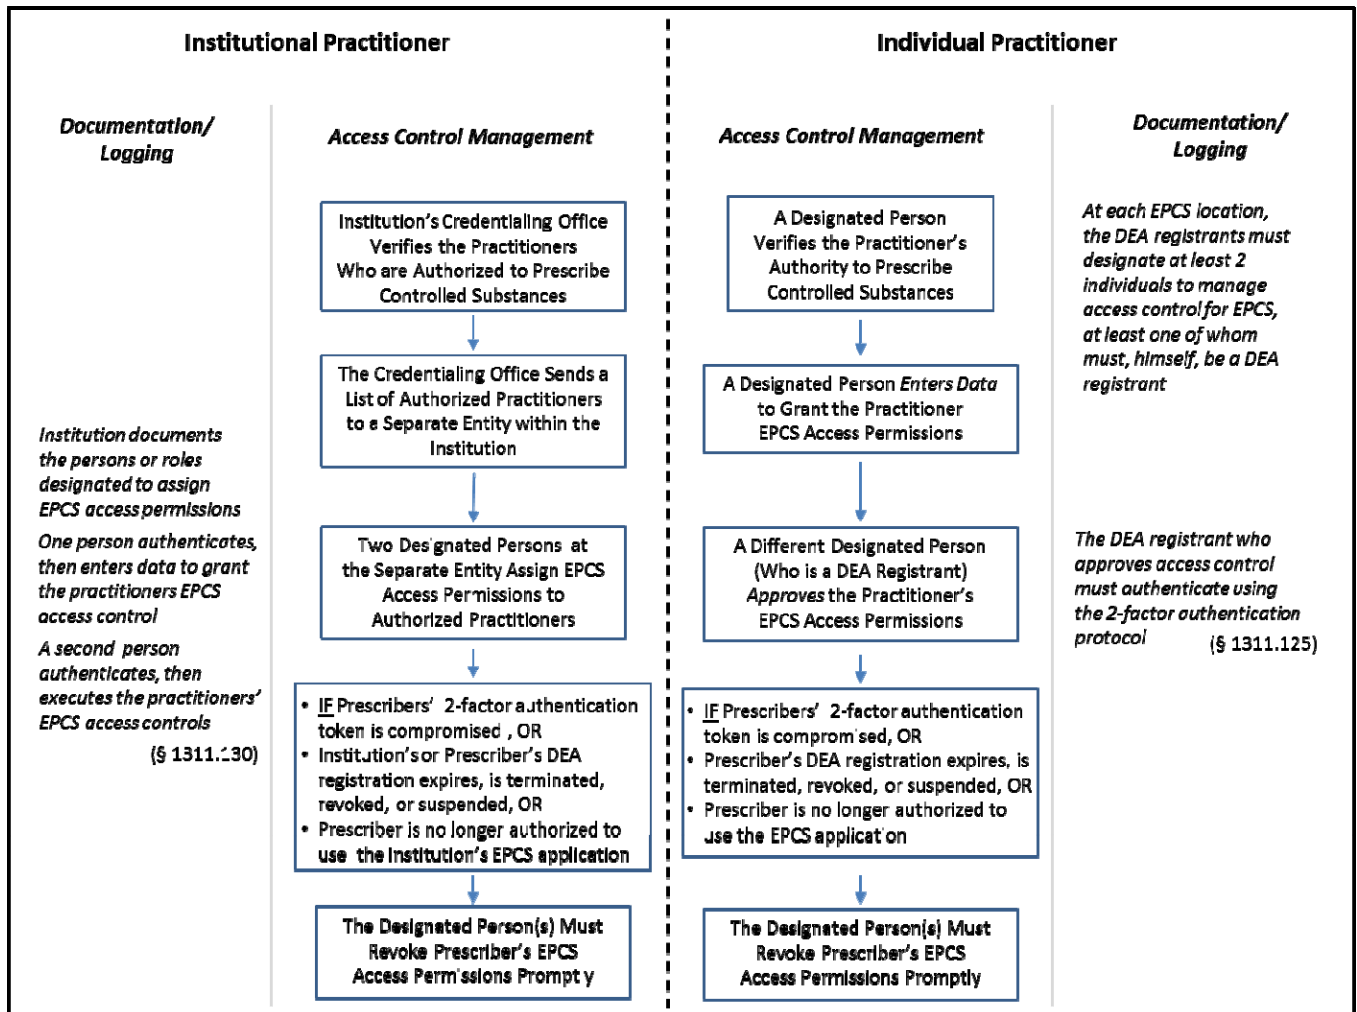 Institutional Practitioner
Documentation/
Logging
Access Control Management
Institution's Credentialing Office
Verifies the Practitioners
Who are Authorized to Prescribe
Controlled Substances
The Credentialing Office Sends a
List of Authorized Practitioners
to a Separate Entity within the
Institution
Institution documents
the persons or roles
designated to assign
EPCS access permissions
One person authenticates,
then enters data to grant
the practitioners EPCS
access control
A second person
authenticates, then
executes the practitioners'
EPCS access controls
(§ 1311.130)
Two Designated Persons at
the Separate Entity Assign EPCS
Access Permissions to
Authorized Practitioners
• IF Prescribers' 2-factor authentication
token is compromised , OR
• Institution's or Prescriber's DEA
registration expires, is terminated,
revoked, or suspended, OR
• Prescriber is no longer authorized to
use the Institution's EPCS application
The Designated Person(s) Must
Revoke Prescriber's EPCS
Access Permissions Promptly
Individual Practitioner
Access Control Management
Documentation/
Logging
A Designated Person
Verifies the Practitioner's
Authority to Prescribe
Controlled Substances
At each EPCS location,
the DEA registrants must
designate at least 2
individuals to manage
access control for EPCS,
at least one of whom
must, himself, be a DEA
registrant
A Designated Person Enters Data
to Grant the Practitioner
EPCS Access Permissions
A Different Designated Person
(Who is a DEA Registrant)
Approves the Practitioner's
EPCS Access Permissions
The DEA registrant who
approves access control
must authenticate using
the 2-factor authentication
protocol (§ 1311.125)
• IF Prescribers' 2-factor authentication
token is compromised, OR
• Prescriber's DEA registration expires, is
terminated, revoked, or suspended, OR
• Prescriber is no longer authorized to
use the EPCS application
The Designated Person(s) Must
Revoke Prescriber's EPCS
Access Permissions Promptly